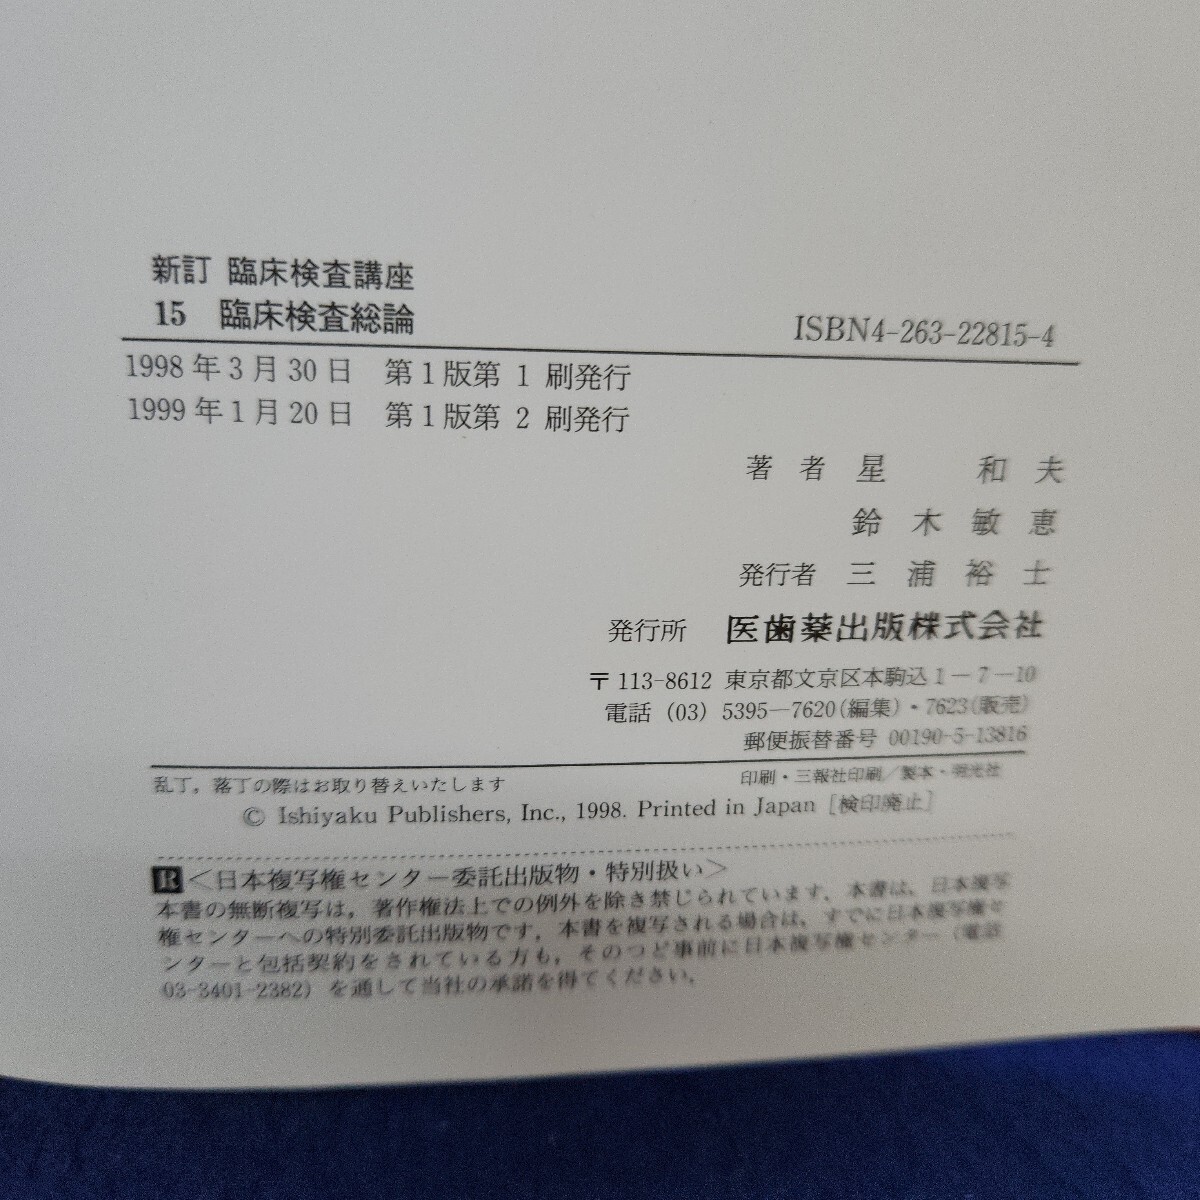 新訂 臨床検査講座
15 臨床検査総論
ISBN4-263-22815-4
1998年3月30日 第1版第1刷発行
1999年1月20日 第1版第2刷発行
著者 星 和夫
鈴木敏恵
発行者 三浦裕士
発行所 医歯薬出版株式会社
〒113-8612 東京都文京区本駒込1-7-10
電話 (03) 5395-7620(編集)・7623(販売)
郵便振替番号 00190-5-13816
乱丁，落丁の際はお取り替えいたします
印刷・三報社印刷／製本・明光社
© Ishiyaku Publishers, Inc., 1998. Printed in Japan [検印廃止]
R <日本複写権センター委託出版物・特別扱い>
本書の無断複写は，著作権法上での例外を除き禁じられています．本書は，日本複写
権センターへの特別委託出版物です．本書を複写される場合は，すでに日本複写権セ
ンターと包括契約をされている方も，そのつど事前に日本複写権センター（電話
03-3401-2382）を通して当社の承諾を得てください．